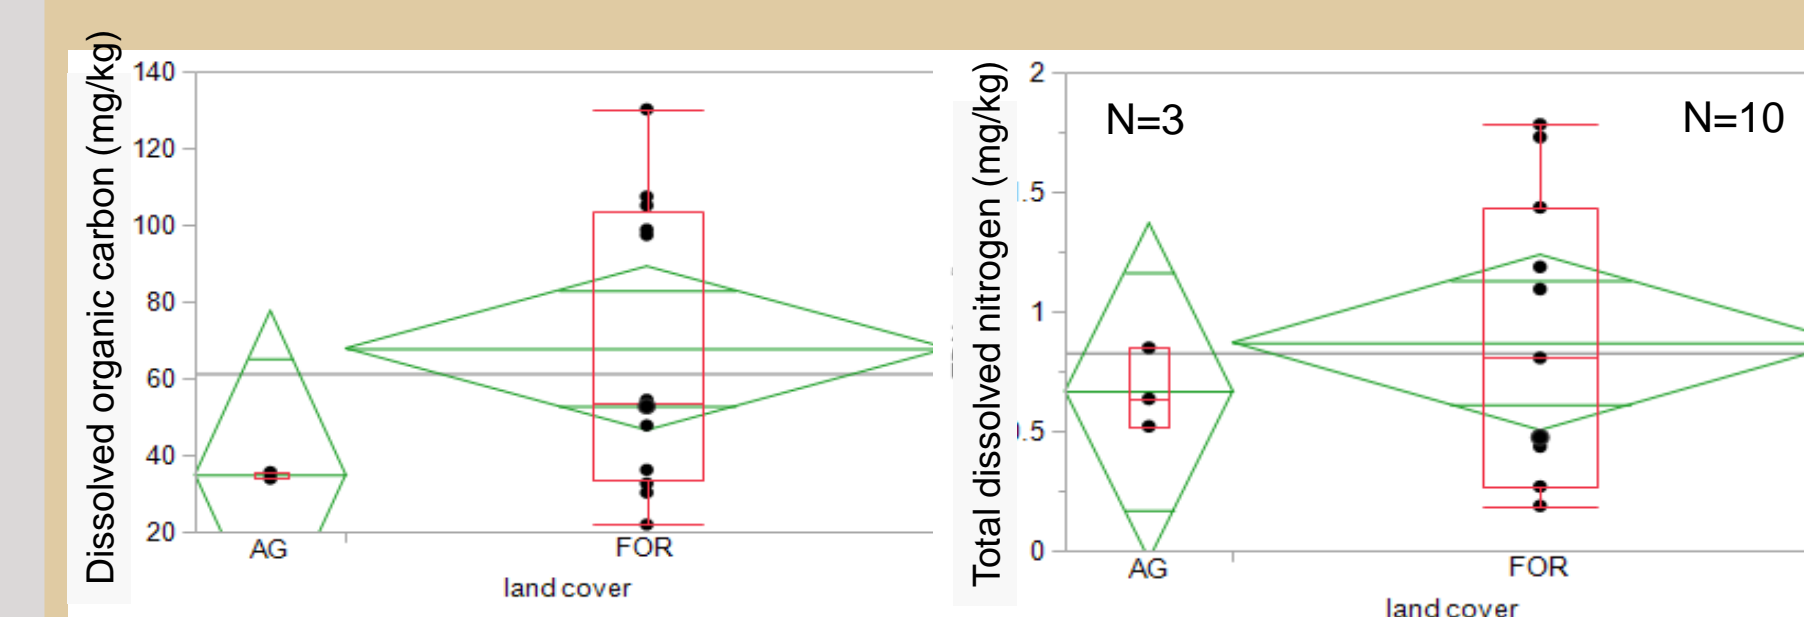 Dissolved organic carbon (mg/kg)
140
120
100
80
60
40
20
AG
FOR
land cover
Total dissolved nitrogen (mg/kg)
2
.5
1
.5
0
N=3
N=10
AG
FOR
land cover